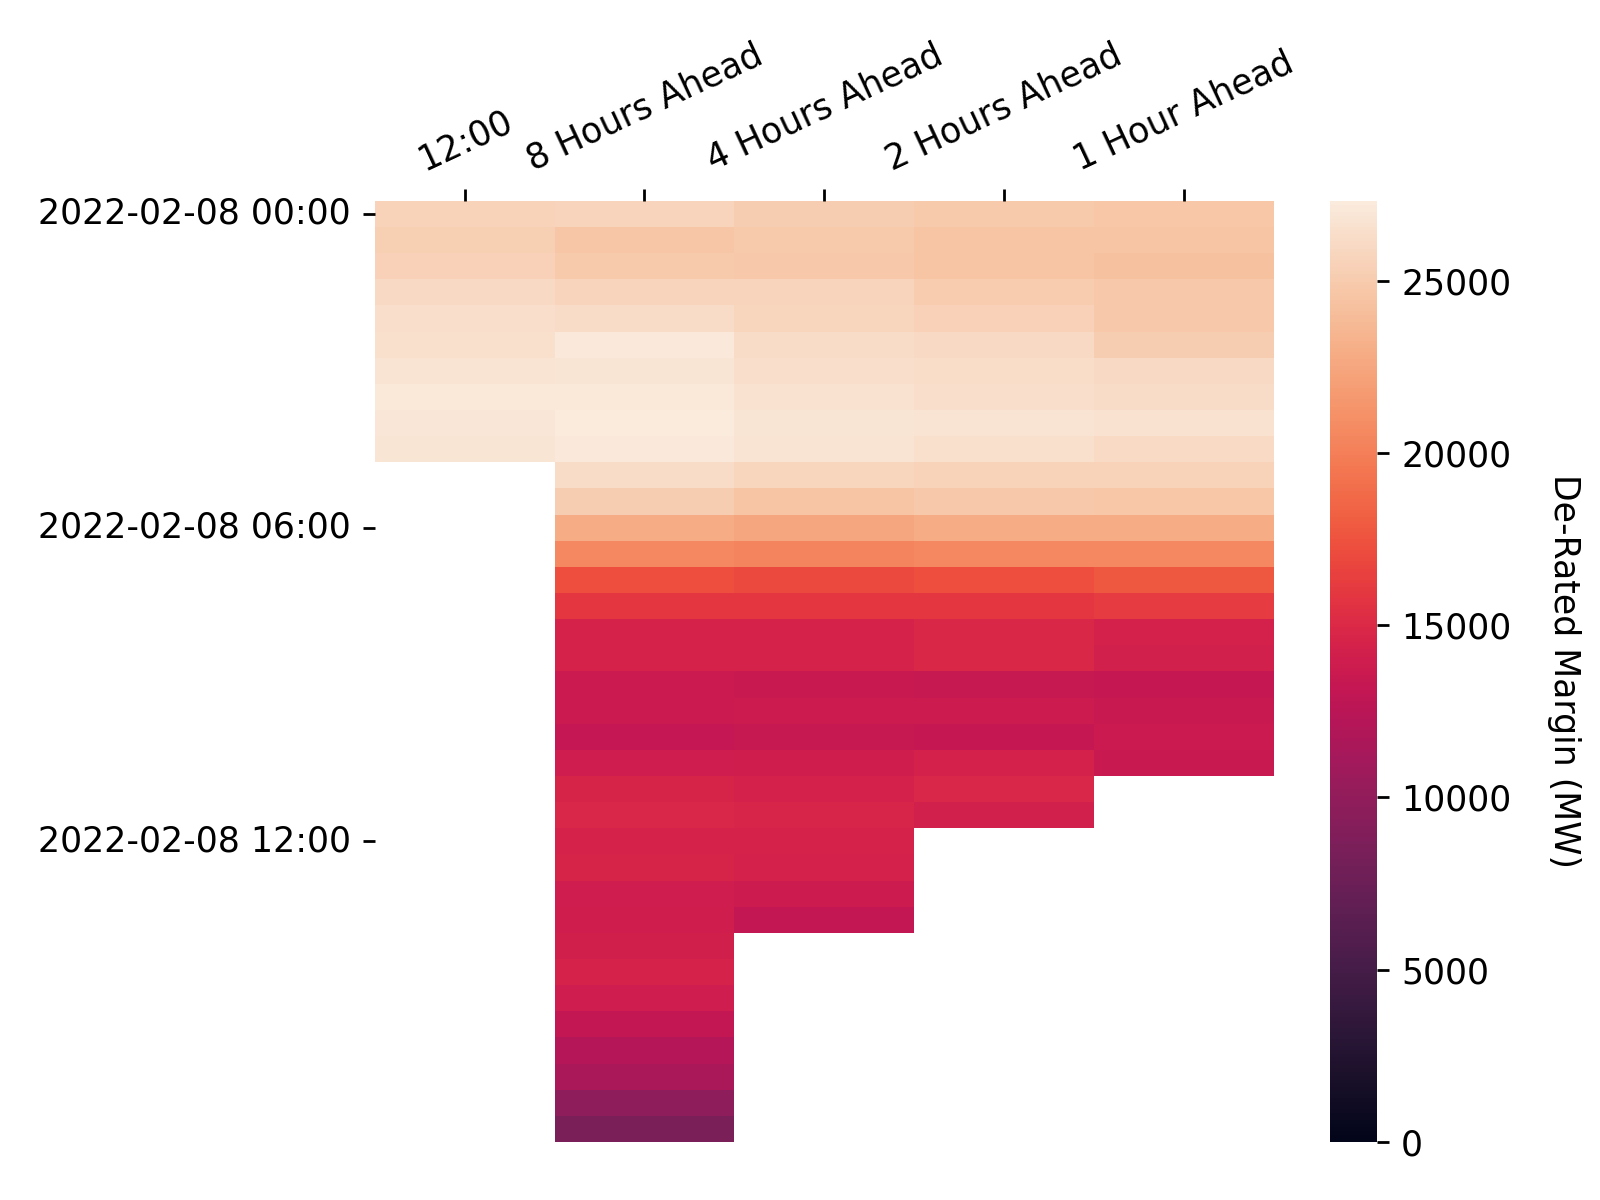 12:00
8 Hours Ahead
4 Hours Ahead
2 Hours Ahead
1 Hour Ahead
2022-02-08 00:00
2022-02-08 06:00
2022-02-08 12:00
25000
20000
15000
10000
5000
0
De-Rated Margin (MW)